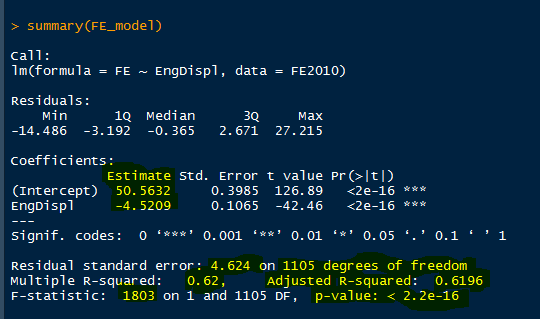 > summary(FE_model)
Call:
lm(formula = FE ~ EngDispl, data = FE2010)
Residuals:
    Min      1Q  Median      3Q     Max
-14.486  -3.192  -0.365   2.671  27.215
Coefficients:
            Estimate Std. Error t value Pr(>|t|)
(Intercept)  50.5632     0.3985  126.89   <2e-16 ***
EngDispl     -4.5209     0.1065  -42.46   <2e-16 ***
---
Signif. codes:  0 ‘***’ 0.001 ‘**’ 0.01 ‘*’ 0.05 ‘.’ 0.1 ‘ ’ 1
Residual standard error: 4.624 on 1105 degrees of freedom
Multiple R-squared:   0.62,	Adjusted R-squared:  0.6196
F-statistic:  1803 on 1 and 1105 DF,  p-value: < 2.2e-16